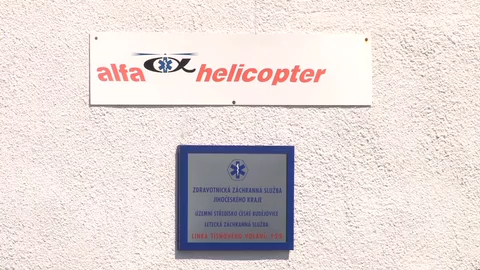 alfa helicopter
ZDRAVOTNICKÁ ZÁCHRANNÁ SLUŽBA
JIHOČESKÉHO KRAJE
ÚZEMNÍ STŘEDISKO ČESKÉ BUDĚJOVICE
LETECKÁ ZÁCHRANNÁ SLUŽBA
LINKA TÍSŇOVÉHO VOLÁNÍ 155